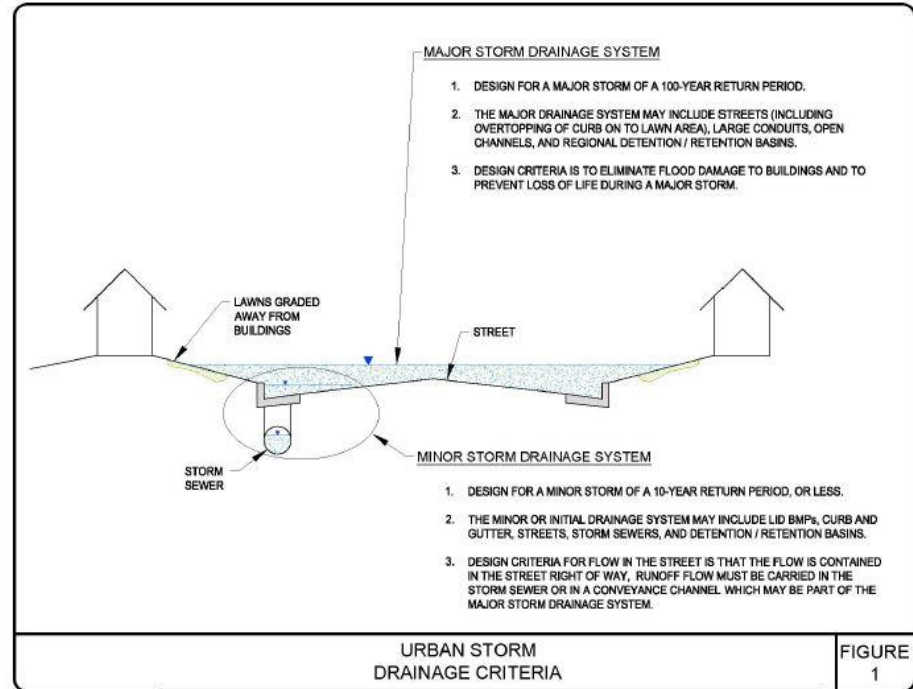 MAJOR STORM DRAINAGE SYSTEM
1. DESIGN FOR A MAJOR STORM OF A 100-YEAR RETURN PERIOD.
2. THE MAJOR DRAINAGE SYSTEM MAY INCLUDE STREETS (INCLUDING
OVERTOPPING OF CURB ON TO LAWN AREA), LARGE CONDUITS, OPEN
CHANNELS, AND REGIONAL DETENTION / RETENTION BASINS.
3. DESIGN CRITERIA IS TO ELIMINATE FLOOD DAMAGE TO BUILDINGS AND TO
PREVENT LOSS OF LIFE DURING A MAJOR STORM.
LAWNS GRADED
AWAY FROM
BUILDINGS
STREET
STORM
SEWER
MINOR STORM DRAINAGE SYSTEM
1. DESIGN FOR A MINOR STORM OF A 10-YEAR RETURN PERIOD, OR LESS.
2. THE MINOR OR INITIAL DRAINAGE SYSTEM MAY INCLUDE LID BMPs, CURB AND
GUTTER, STREETS, STORM SEWERS, AND DETENTION / RETENTION BASINS.
3. DESIGN CRITERIA FOR FLOW IN THE STREET IS THAT THE FLOW IS CONTAINED
IN THE STREET RIGHT OF WAY, RUNOFF FLOW MUST BE CARRIED IN THE
STORM SEWER OR IN A CONVEYANCE CHANNEL WHICH MAY BE PART OF THE
MAJOR STORM DRAINAGE SYSTEM.
URBAN STORM
DRAINAGE CRITERIA
FIGURE
1